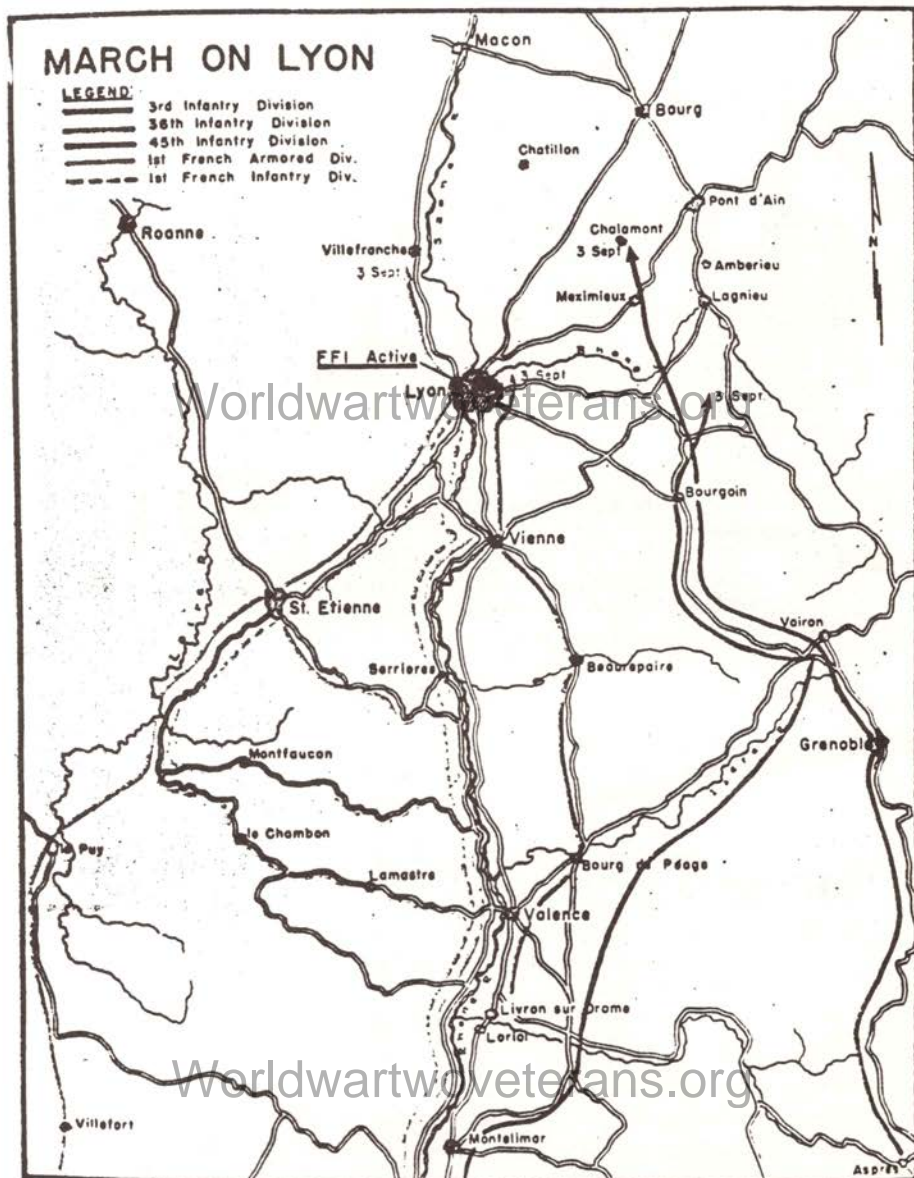 MARCH ON LYON
LEGEND:
3rd Infantry Division
36th Infantry Division
45th Infantry Division
1st French Armored Div.
1st French Infantry Div.
Macon
Bourg
Chatillon
Pont d'Ain
Roanne
Chalamont
3 Sept
N
Villefranche
3 Sept
Amberieu
Meximieux
Lagnieu
FFI Active
Rhone
3 Sept
Lyon
3 Sept.
Worldwartwoveterans.org
Bourgoin
Vienne
St. Etienne
Voiron
Serrieres
Beaurepaire
Grenoble
Montfaucon
le Chambon
Puy
Bourg de Péage
Lamastre
Valence
Livron sur Drome
Loriol
Worldwartwoveterans.org
Villefort
Montelimar
Aspres